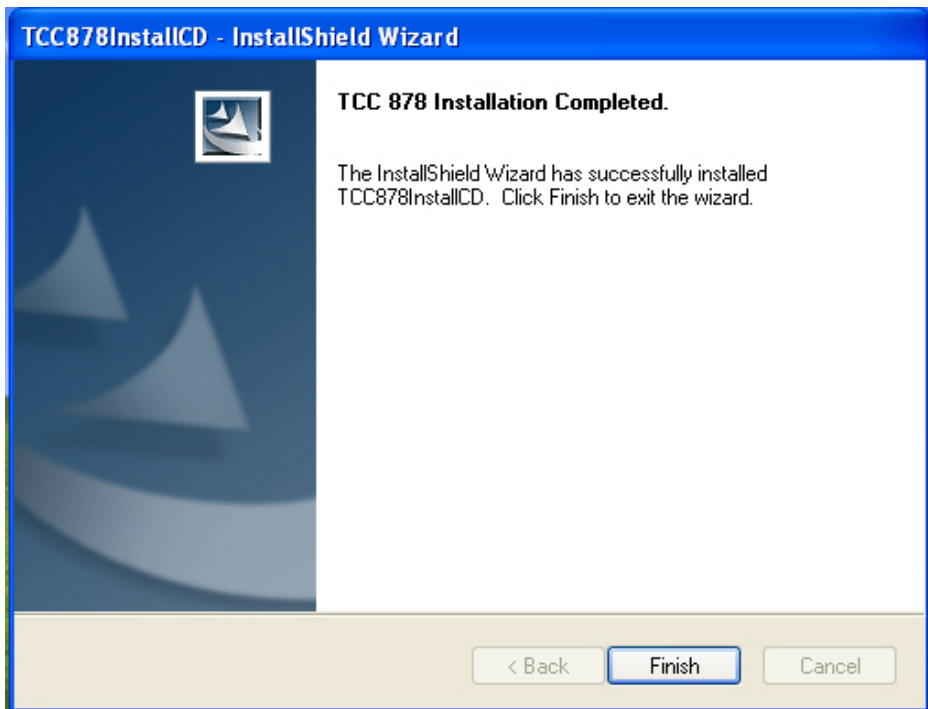 TCC878InstallCD - InstallShield Wizard
TCC 878 Installation Completed.
The InstallShield Wizard has successfully installed
TCC878InstallCD.  Click Finish to exit the wizard.
< Back Finish Cancel